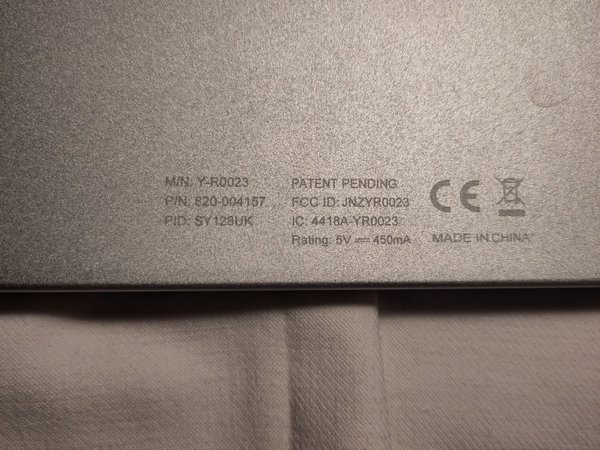 M/N: Y-R0023
P/N: 820-004157
PID: SY128UK
PATENT PENDING
FCC ID: JNZYR0023
IC: 4418A-YR0023
Rating: 5V ⎓ 450mA
CE
MADE IN CHINA